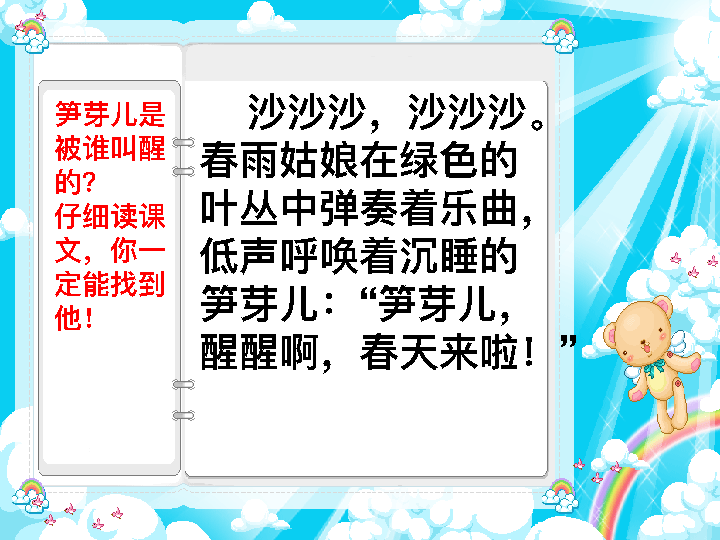 笋芽儿是
被谁叫醒
的？
仔细读课
文，你一
定能找到
他！
沙沙沙，沙沙沙。
春雨姑娘在绿色的
叶丛中弹奏着乐曲，
低声呼唤着沉睡的
笋芽儿：“笋芽儿，
醒醒啊，春天来啦！”